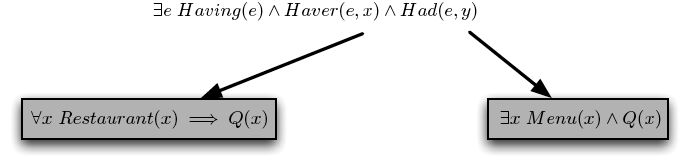 ∃e Having(e) ∧ Haver(e, x) ∧ Had(e, y)
∀x Restaurant(x) ⟹ Q(x)
∃x Menu(x) ∧ Q(x)